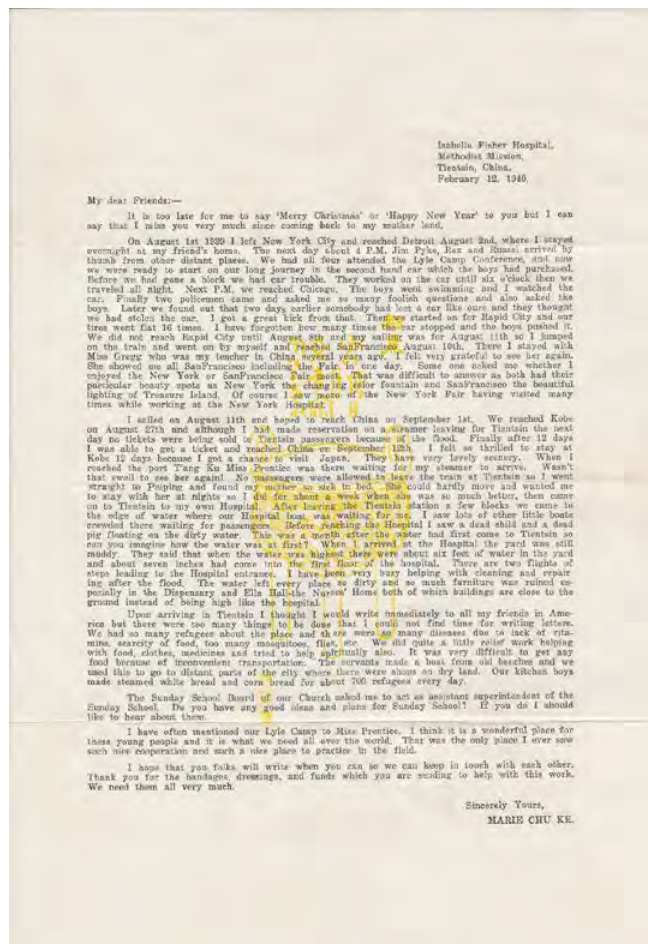 Isabella Fisher Hospital,
Methodist Mission,
Tientsin, China,
February 12, 1940.
My dear Friends:—
It is too late for me to say 'Merry Christmas' or 'Happy New Year' to you but I can
say that I miss you very much since coming back to my mother land.
On August 1st 1939 I left New York City and reached Detroit August 2nd, where I stayed
overnight at my friend's home. The next day about 4 P.M. Jim Pyke, Rex and Russel arrived by
thumb from other distant places. We had all four attended the Lyle Camp Conference, and now
we were ready to start on our long journey in the second hand car which the boys had purchased.
Before we had gone a block we had car trouble. They worked on the car until six o'clock then we
traveled all night. Next P.M. we reached Chicago. The boys went swimming and I watched the
car. Finally two policemen came and asked me so many foolish questions and also asked the
boys. Later we found out that two days earlier somebody had lost a car like ours and they thought
we had stolen the car. I got a great kick from that. Then we started on for Rapid City and our
tires went flat 16 times. I have forgotten how many times the car stopped and the boys pushed it.
We did not reach Rapid City until August 8th and my sailing was for August 11th so I jumped
on the train and went on by myself and reached SanFrancisco August 10th. There I stayed with
Miss Gregg who was my teacher in China several years ago. I felt very grateful to see her again.
She showed me all SanFrancisco including the Fair in one day. Some one asked me whether I
enjoyed the New York or SanFrancisco Fair most. That was difficult to answer as both had their
particular beauty spots as New York the changing color fountain and SanFrancisco the beautiful
lighting of Treasure Island. Of course I saw more of the New York Fair having visited many
times while working at the New York Hospital.
I sailed on August 11th and hoped to reach China on September 1st. We reached Kobe
on August 27th and although I had made reservation on a steamer leaving for Tientsin the next
day no tickets were being sold to Tientsin passengers because of the flood. Finally after 12 days
I was able to get a ticket and reached China on September 12th. I felt so thrilled to stay at
Kobe 12 days because I got a chance to visit Japan. They have very lovely scenery. When I
reached the port T'ang Ku Miss Prentice was there waiting for my steamer to arrive. Wasn't
that swell to see her again! No passengers were allowed to leave the train at Tientsin so I went
straight to Peiping and found my mother so sick in bed. She could hardly move and wanted me
to stay with her at nights so I did for about a week when she was so much better, then came
on to Tientsin to my own Hospital. After leaving the Tientsin station a few blocks we came to
the edge of water where our Hospital boat was waiting for me. I saw lots of other little boats
crowded there waiting for passengers. Before reaching the Hospital I saw a dead child and a dead
pig floating on the dirty water. This was a month after the water had first come to Tientsin so
can you imagine how the water was at first? When I arrived at the Hospital the yard was still
muddy. They said that when the water was highest there were about six feet of water in the yard
and about seven inches had come into the first floor of the hospital. There are two flights of
steps leading to the Hospital entrance. I have been very busy helping with cleaning and repair
ing after the flood. The water left every place so dirty and so much furniture was ruined es-
pecially in the Dispensary and Ella Hall-the Nurses' Home both of which buildings are close to the
ground instead of being high like the hospital.
Upon arriving in Tientsin I thought I would write immediately to all my friends in Ame-
rica but there were too many things to be done that I could not find time for writing letters.
We had so many refugees about the place and there were so many diseases due to lack of vita-
mins, scarcity of food, too many mosquitoes, flies, etc. We did quite a little relief work helping
with food, clothes, medicines and tried to help spiritually also. It was very difficult to get any
food because of inconvenient transportation. The servants made a boat from old benches and we
used this to go to distant parts of the city where there were shops on dry land. Our kitchen boys
made steamed white bread and corn bread for about 700 refugees every day.
The Sunday School Board of our Church asked me to act as assistant superintendent of the
Sunday School. Do you have any good ideas and plans for Sunday School? If you do I should
like to hear about them.
I have often mentioned our Lyle Camp to Miss Prentice. I think it is a wonderful place for
these young people and it is what we need all over the world. That was the only place I ever saw
such nice cooperation and such a nice place to practice in the field.
I hope that you folks will write when you can so we can keep in touch with each other.
Thank you for the bandages, dressings, and funds which you are sending to help with this work.
We need them all very much.
Sincerely Yours,
MARIE CHU KE.